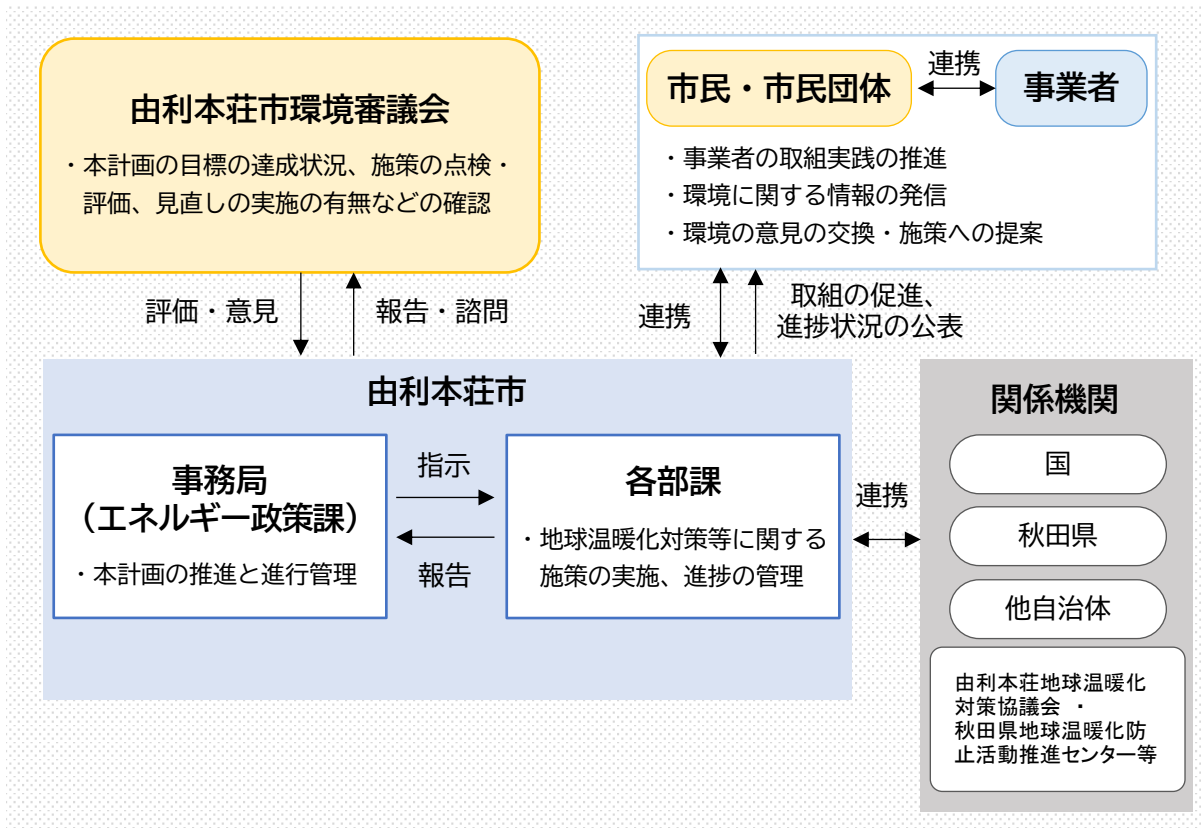 由利本荘市環境審議会
・本計画の目標の達成状況、施策の点検・
評価、見直しの実施の有無などの確認
市民・市民団体
連携
事業者
・事業者の取組実践の推進
・環境に関する情報の発信
・環境の意見の交換・施策への提案
評価・意見
報告・諮問
連携
取組の促進、
進捗状況の公表
由利本荘市
事務局
（エネルギー政策課）
・本計画の推進と進行管理
指示
報告
各部課
・地球温暖化対策等に関する
施策の実施、進捗の管理
連携
関係機関
国
秋田県
他自治体
由利本荘地球温暖化
対策協議会 ・
秋田県地球温暖化防
止活動推進センター等